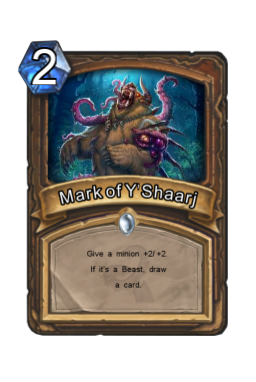 2
Mark of Y'Shaarj
Give a minion +2/+2
If it's a Beast, draw
a card.